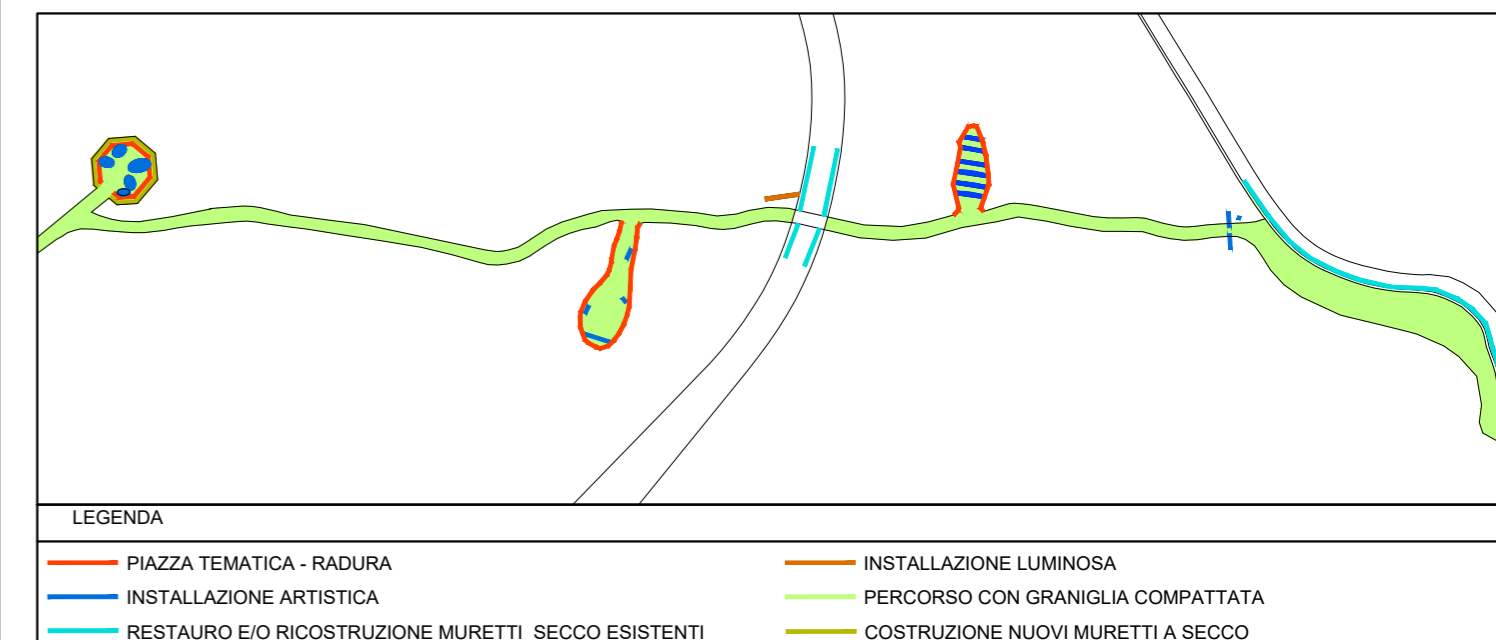 LEGENDA
PIAZZA TEMATICA - RADURA
INSTALLAZIONE LUMINOSA
INSTALLAZIONE ARTISTICA
PERCORSO CON GRANIGLIA COMPATTATA
RESTAURO E/O RICOSTRUZIONE MURETTI SECCO ESISTENTI
COSTRUZIONE NUOVI MURETTI A SECCO